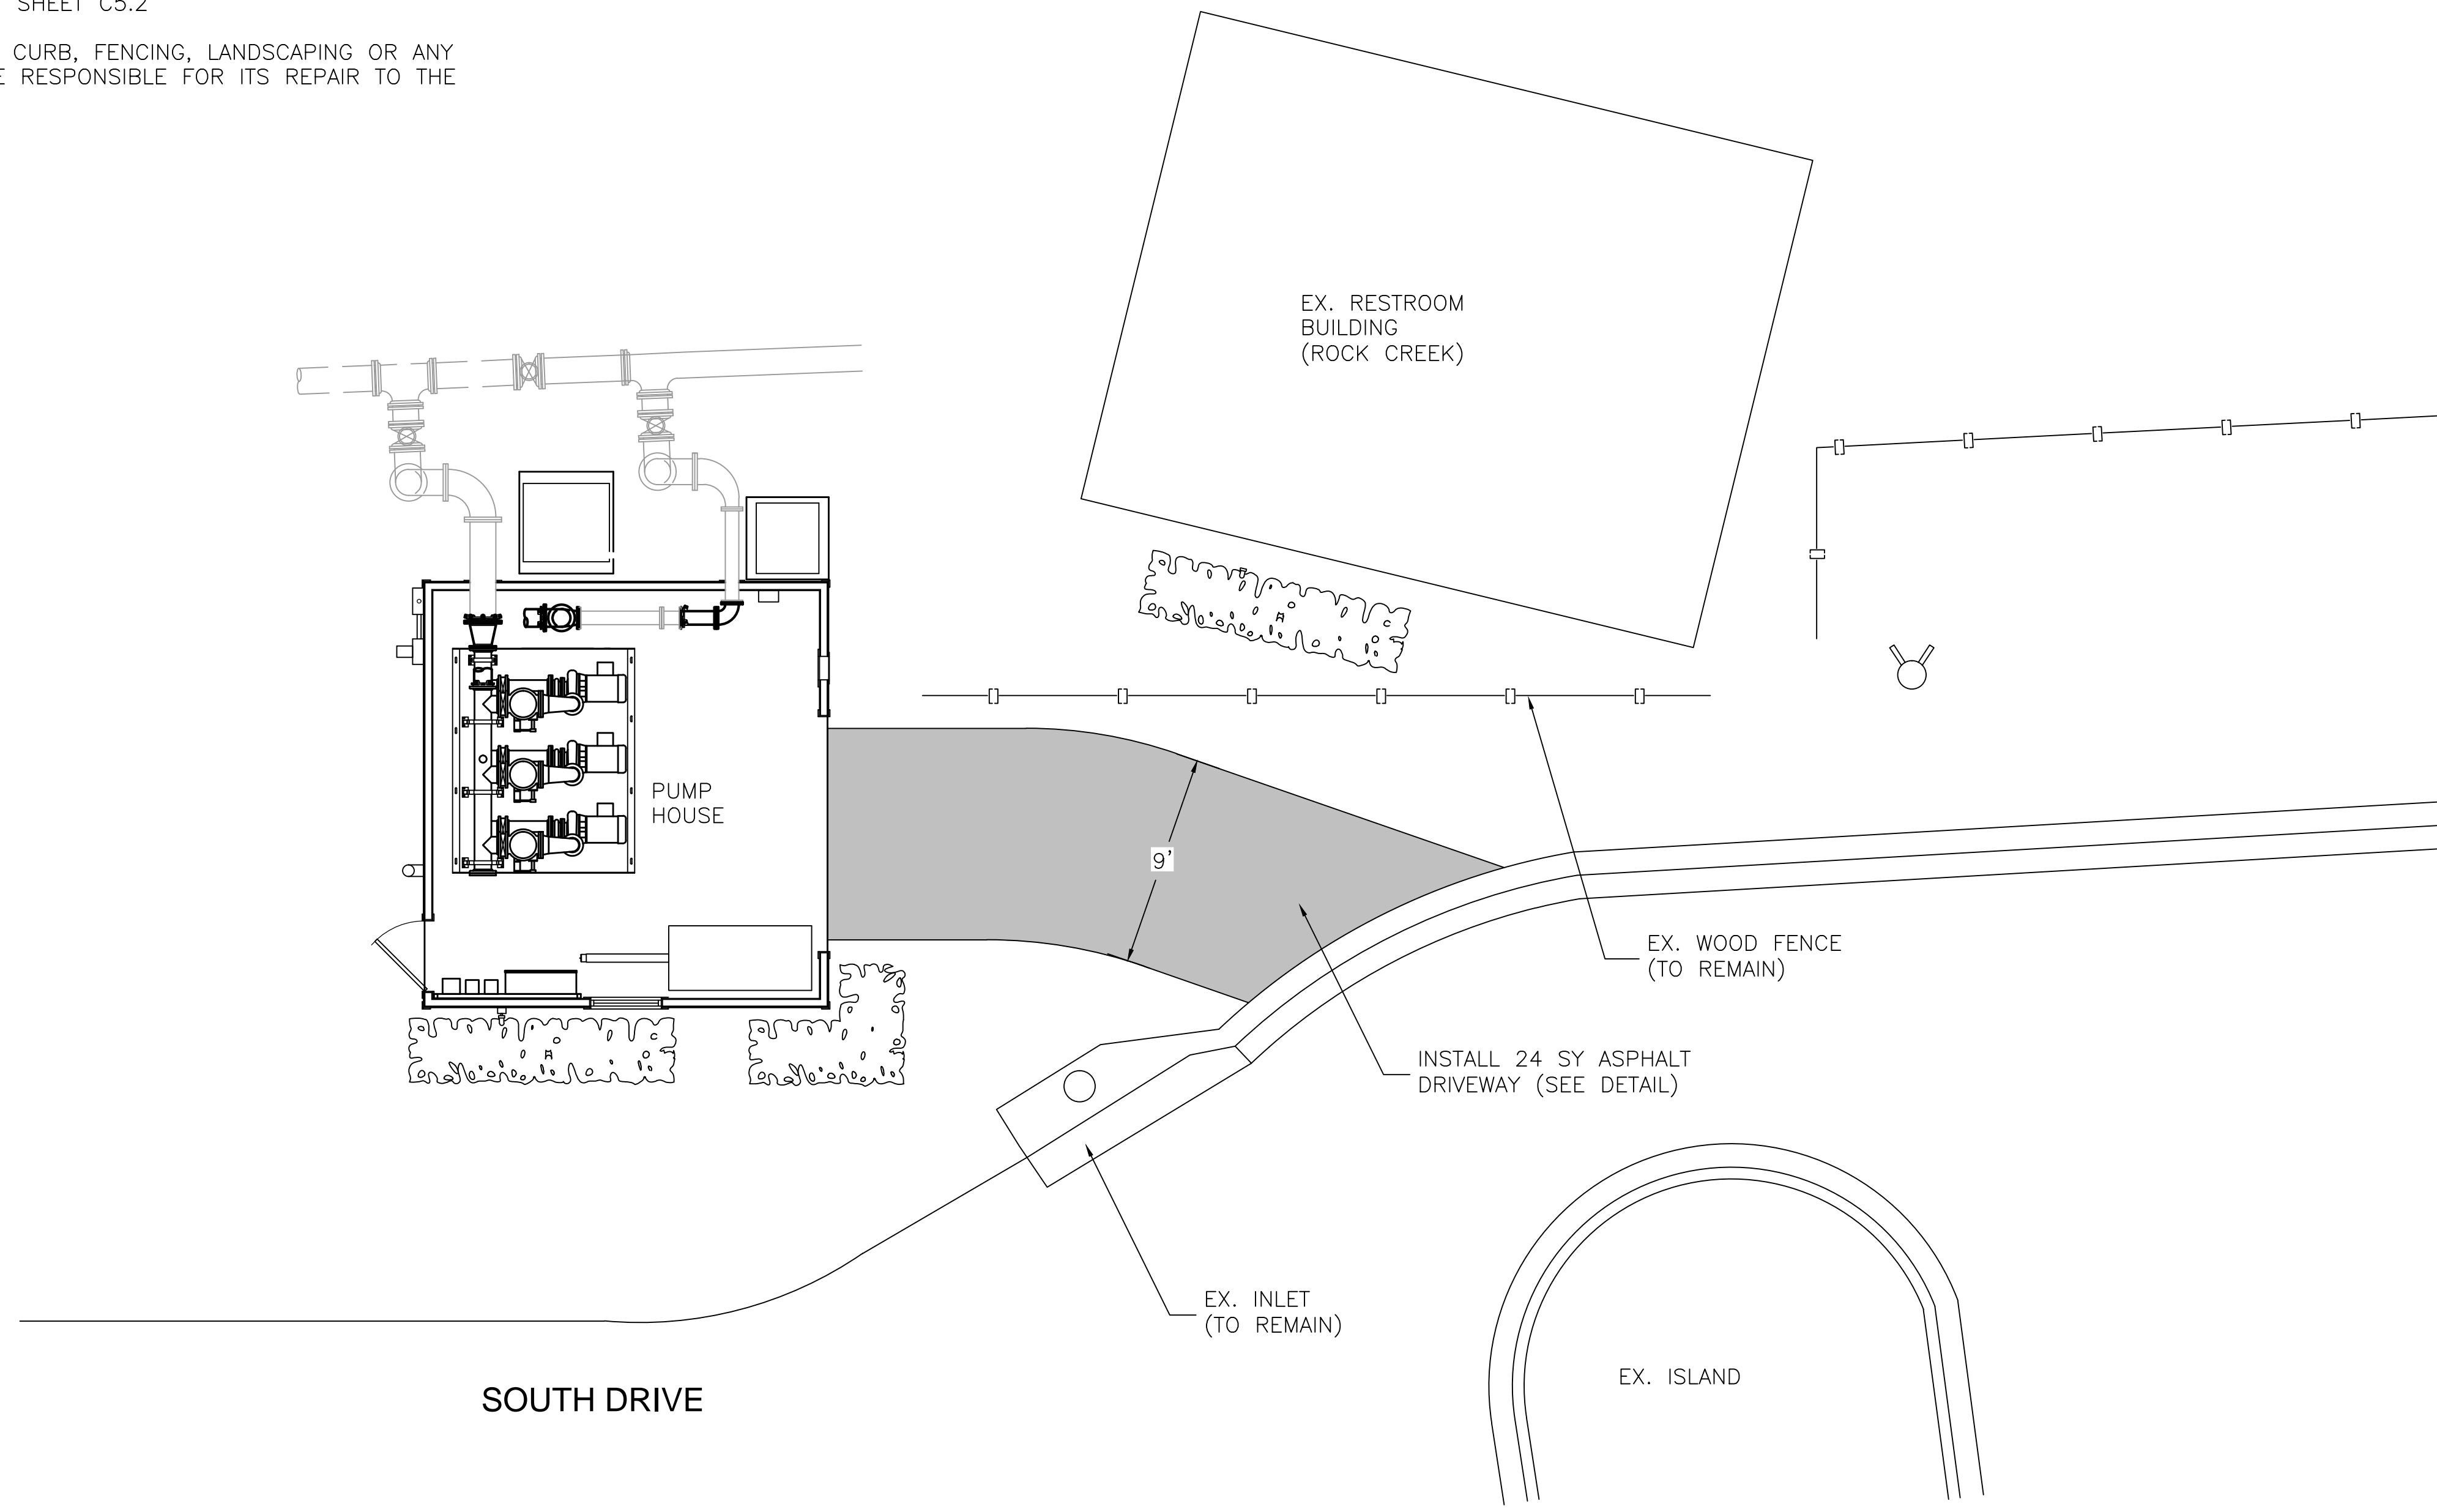 SHEET C5.2
CURB, FENCING, LANDSCAPING OR ANY
RESPONSIBLE FOR ITS REPAIR TO THE
EX. RESTROOM
BUILDING
(ROCK CREEK)
PUMP
HOUSE
9'
EX. WOOD FENCE
(TO REMAIN)
INSTALL 24 SY ASPHALT
DRIVEWAY (SEE DETAIL)
EX. INLET
(TO REMAIN)
EX. ISLAND
SOUTH DRIVE